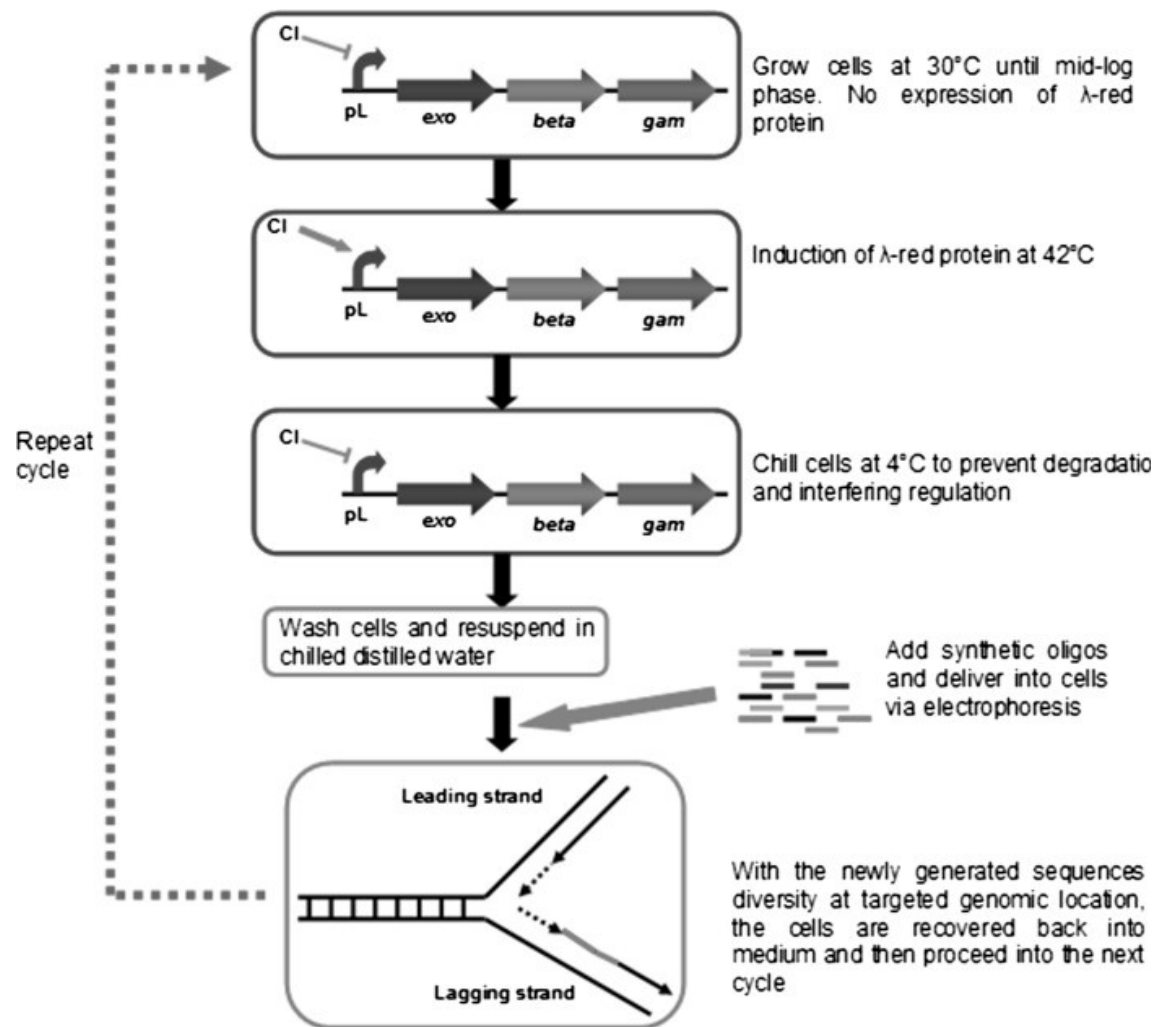 CI
pL
exo
beta
gam
Grow cells at 30°C until mid-log
phase. No expression of λ-red
protein
CI
pL
exo
beta
gam
Induction of λ-red protein at 42°C
CI
pL
exo
beta
gam
Chill cells at 4°C to prevent degradatio
and interfering regulation
Repeat
cycle
Wash cells and resuspend in
chilled distilled water
Add synthetic oligos
and deliver into cells
via electrophoresis
Leading strand
Lagging strand
With the newly generated sequences
diversity at targeted genomic location,
the cells are recovered back into
medium and then proceed into the next
cycle